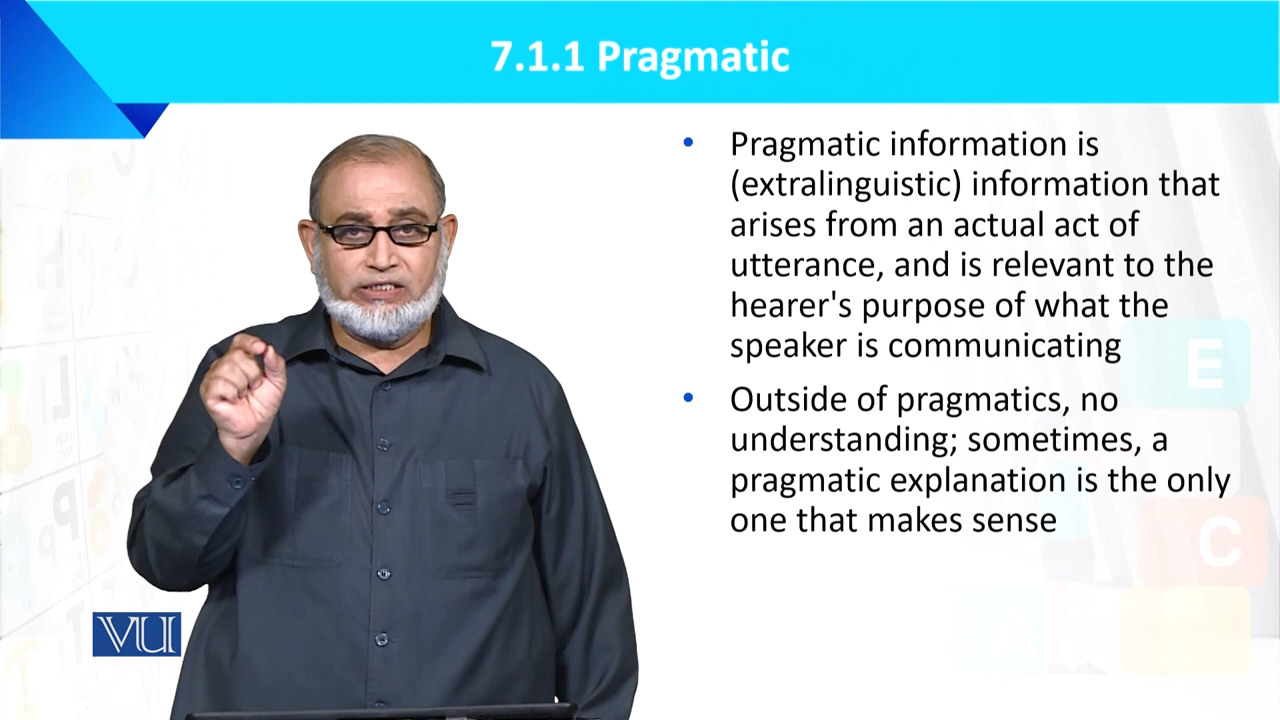 7.1.1 Pragmatic
• Pragmatic information is
(extralinguistic) information that
arises from an actual act of
utterance, and is relevant to the
hearer's purpose of what the
speaker is communicating
• Outside of pragmatics, no
understanding; sometimes, a
pragmatic explanation is the only
one that makes sense
E
C
A
VU